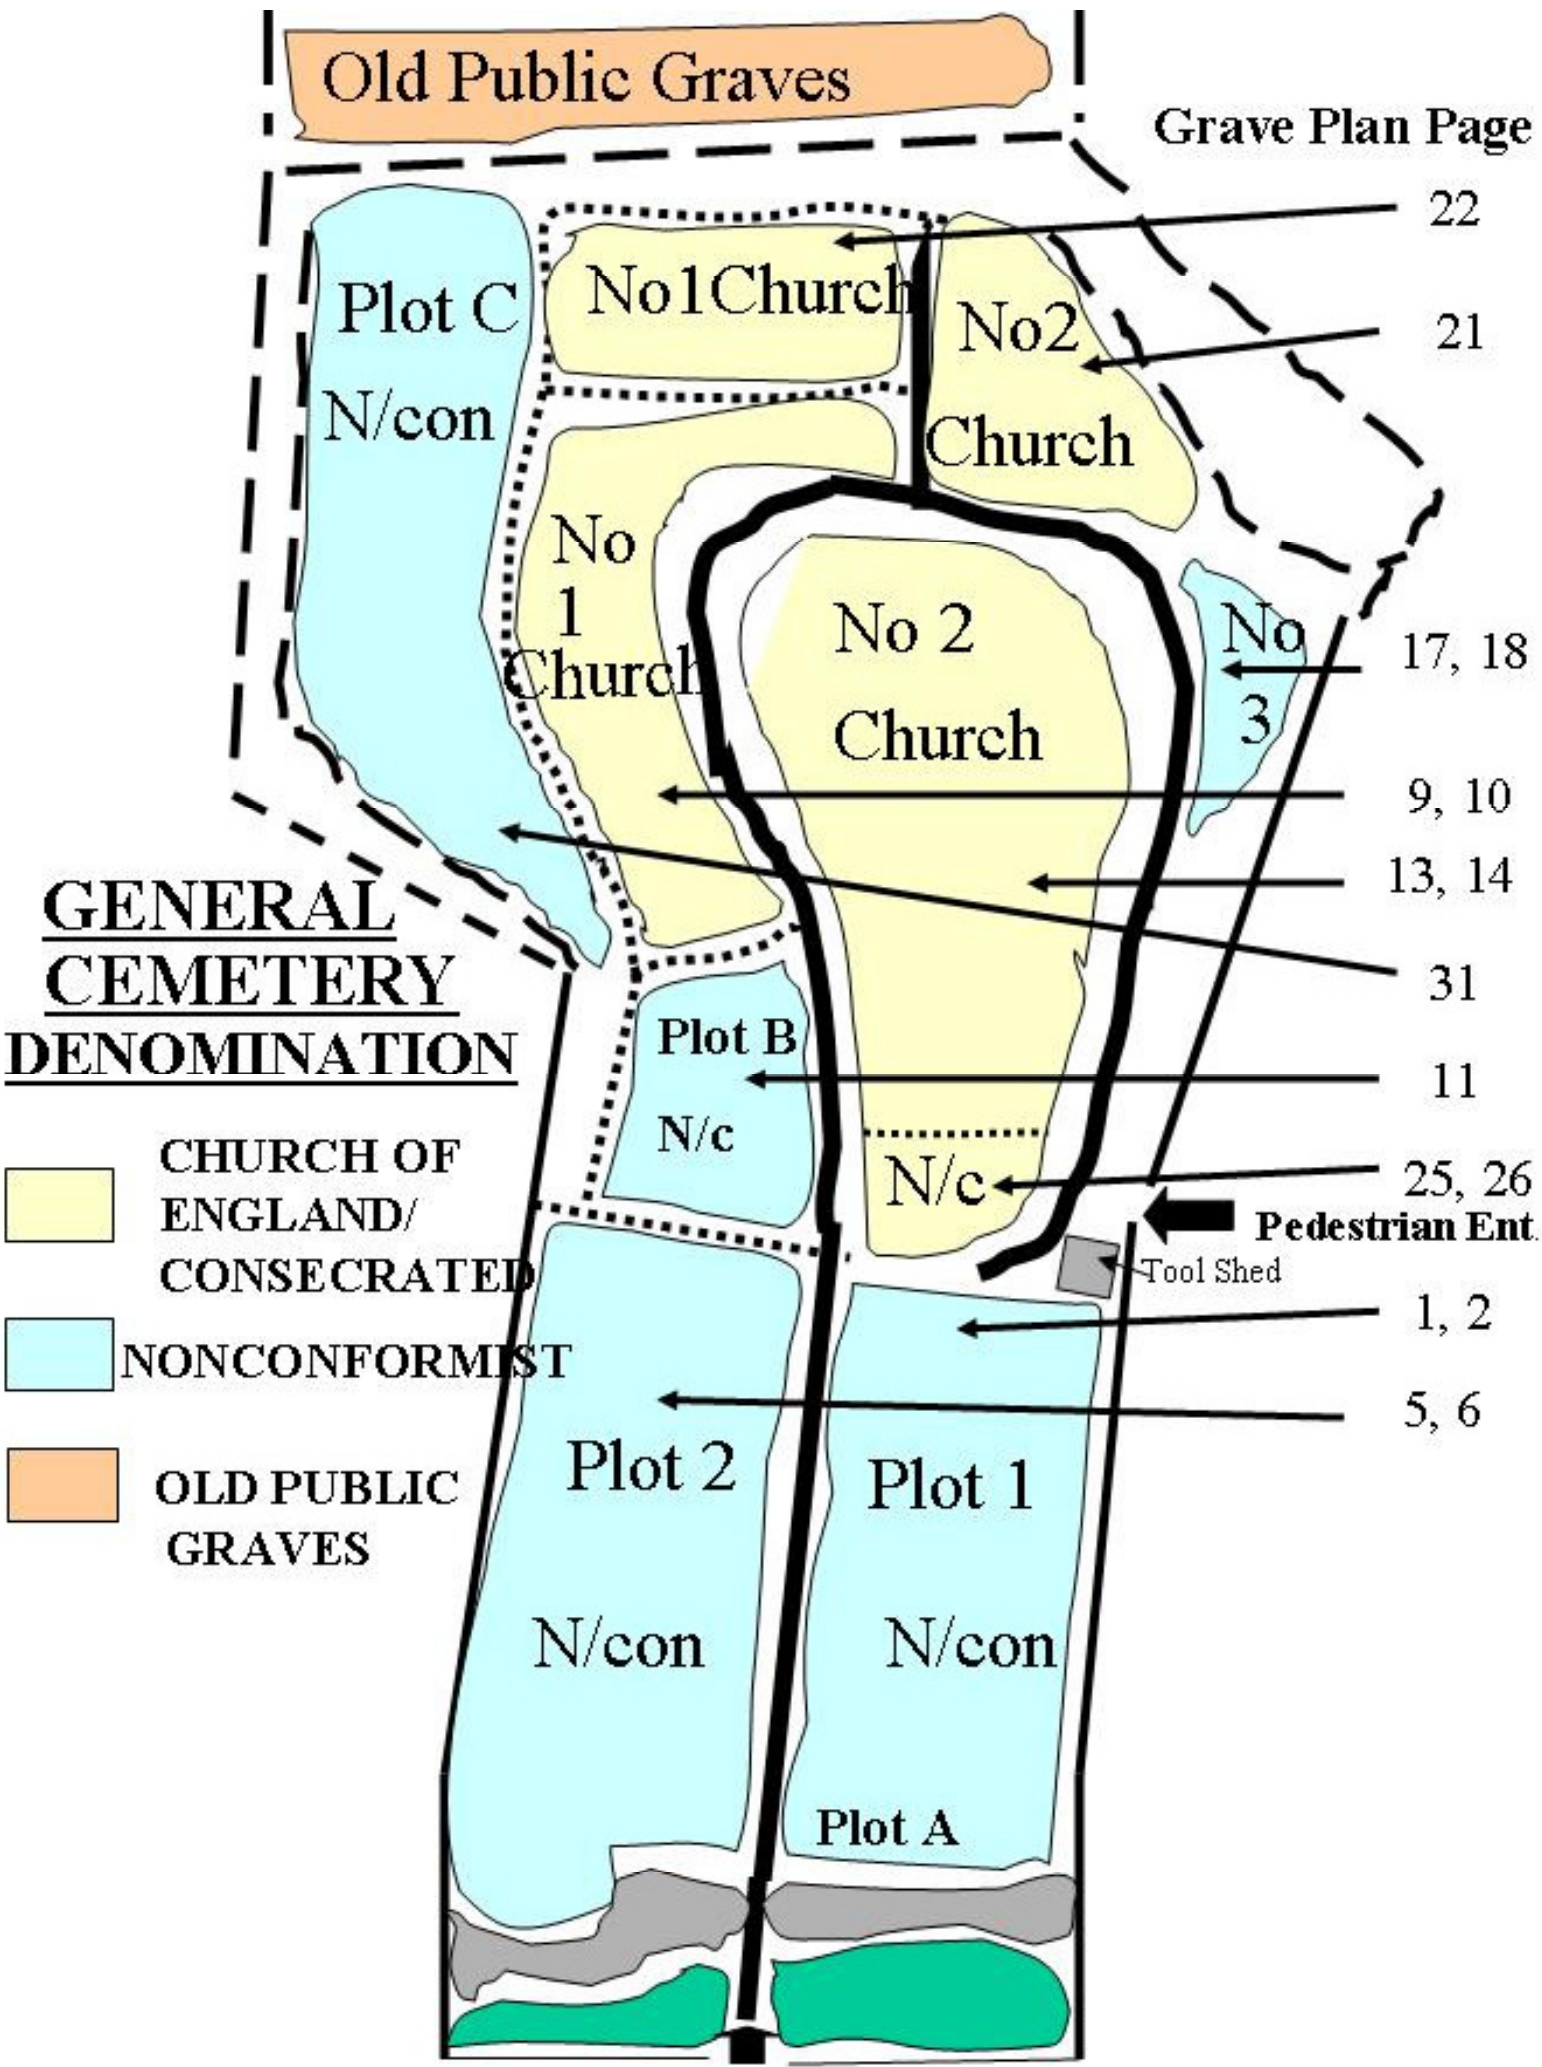 Old Public Graves
Grave Plan Page
22
No1Church
Plot C
No2
21
N/con
Church
No
1
Church
No 2
Church
No
3
17, 18
9, 10
13, 14
31
GENERAL
CEMETERY
DENOMINATION
Plot B
N/c
11
CHURCH OF
ENGLAND/
CONSECRATED
N/c
25, 26
Pedestrian Ent.
Tool Shed
1, 2
NONCONFORMIST
5, 6
Plot 2
Plot 1
OLD PUBLIC
GRAVES
N/con
N/con
Plot A